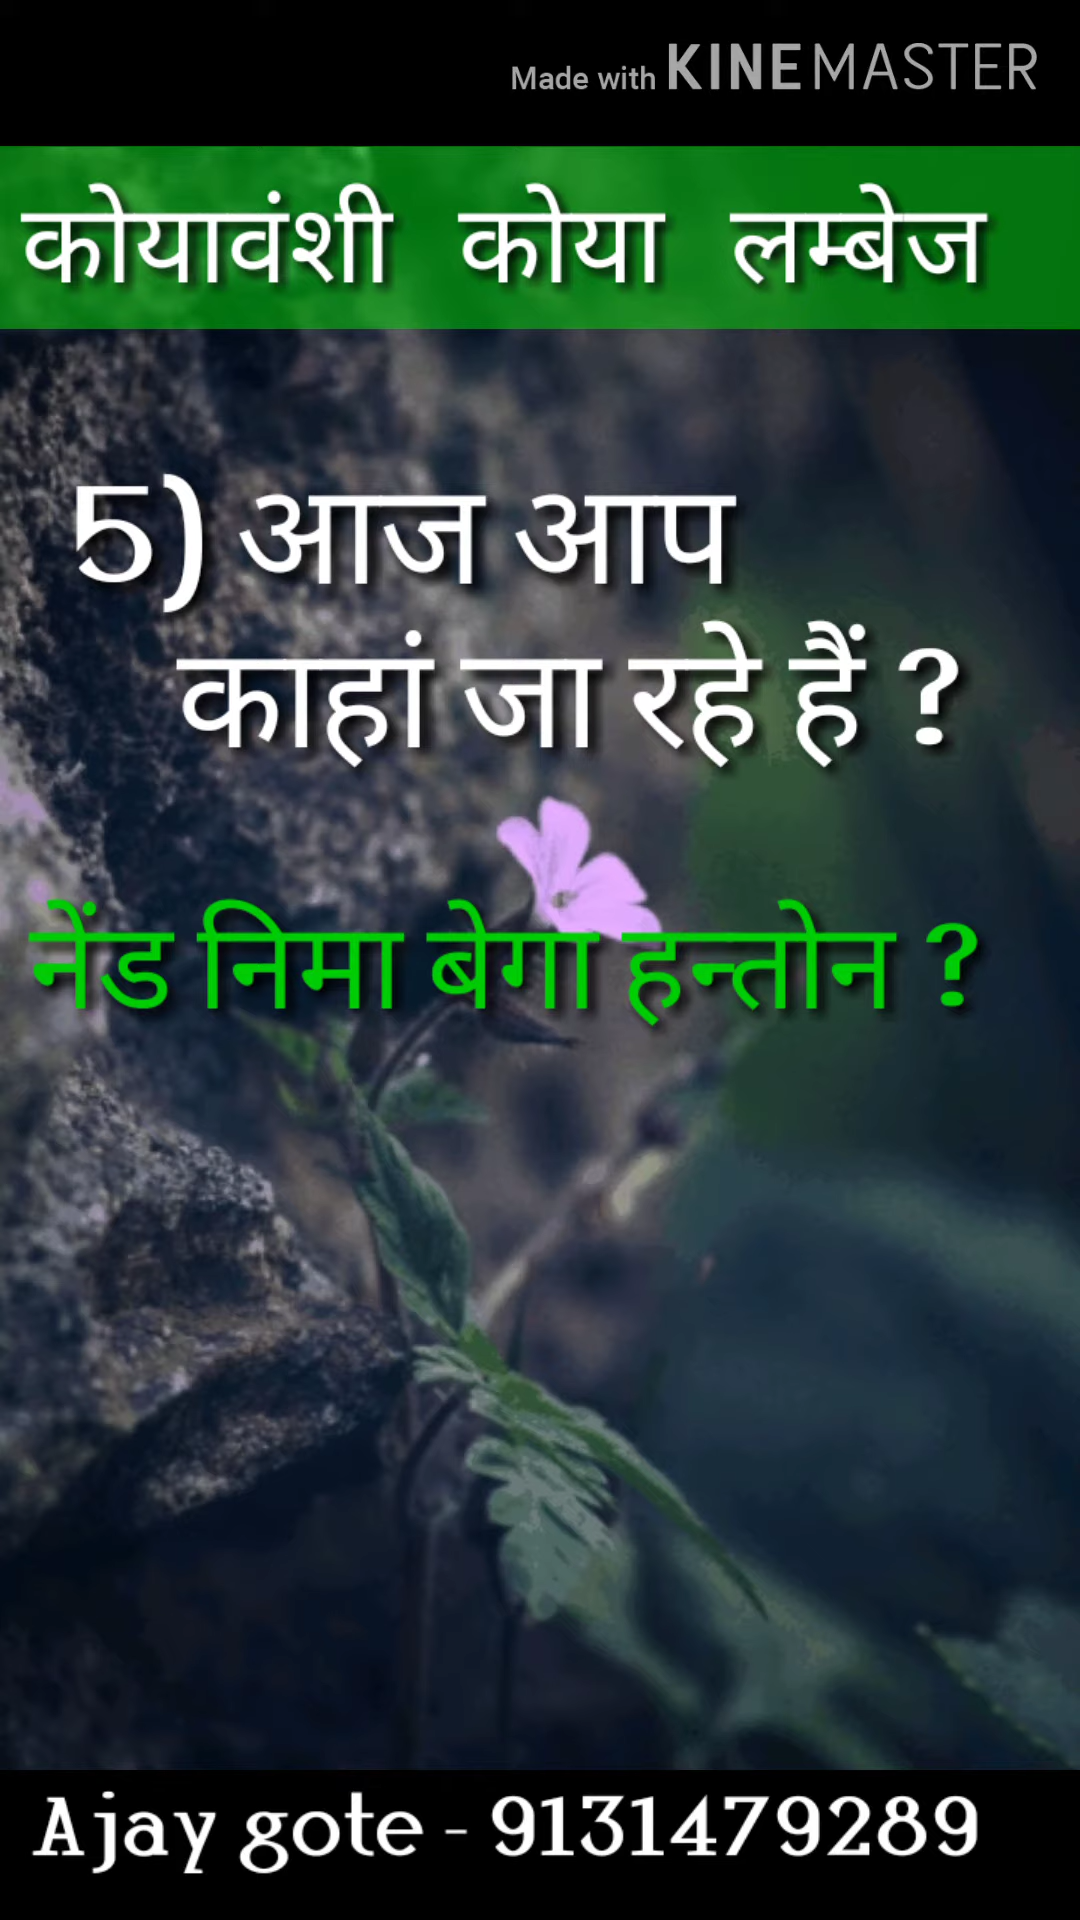 Made with KINEMASTER
कोयावंशी कोया लम्बेज
5) आज आप
काहां जा रहे हैं ?
नेंड निमा बेगा हन्तोन ?
Ajay gote - 9131479289